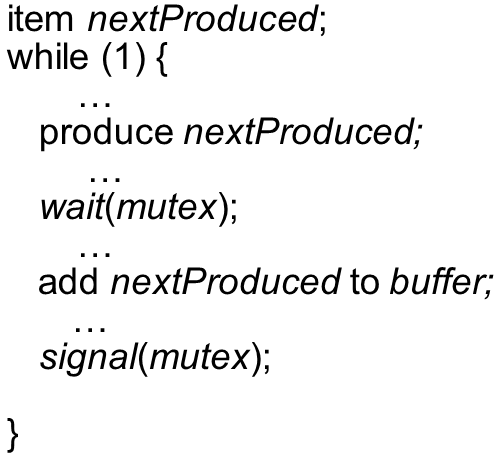 item nextProduced;
while (1) {
…
produce nextProduced;
…
wait(mutex);
…
add nextProduced to buffer;
…
signal(mutex);
}